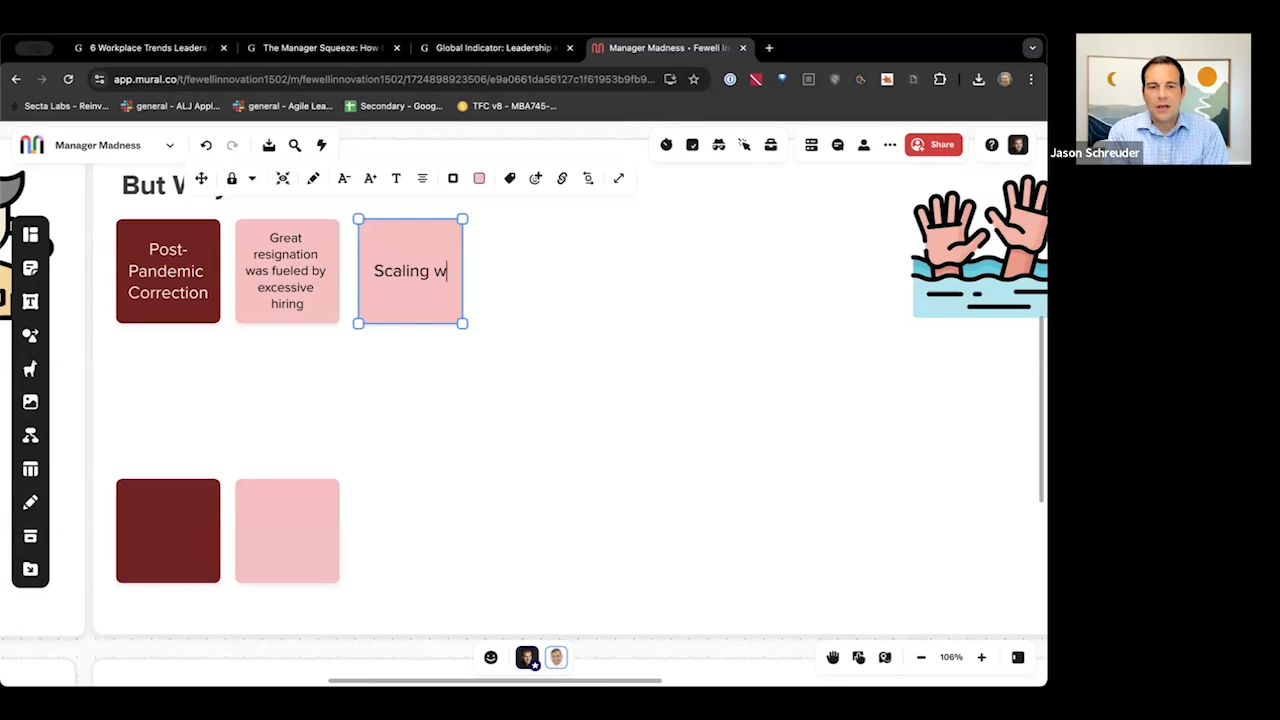 6 Workplace Trends Leaders
The Manager Squeeze: How
Global Indicator: Leadership
Manager Madness • Fewell In
app.mural.co/t/fewellinnovation1502/m/fewellinnovation1502/1724898923506/e9a0661da56127c1f61953b9fb9...
Secta Labs - Reinv...
general - ALJ Appl...
general - Agile Lea...
Secondary - Goog...
TFC v8 - MBA745-...
Manager Madness
Share
Jason Schreuder
But W
Post-
Pandemic
Correction
Great
resignation
was fueled by
excessive
hiring
Scaling w
106%